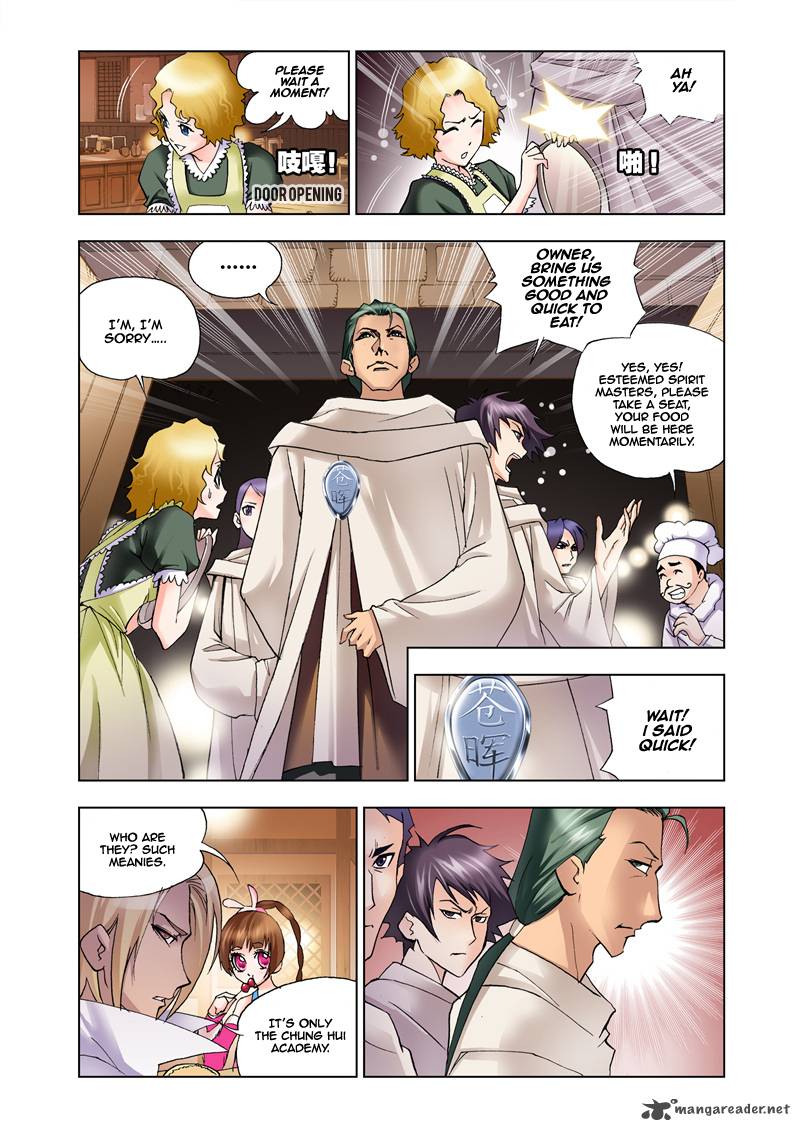 PLEASE
WAIT A
MOMENT!
吱嘎!
DOOR OPENING
AH
YA!
啪!
......
I'M, I'M
SORRY.....
OWNER,
BRING US
SOMETHING
GOOD AND
QUICK TO
EAT!
YES, YES!
ESTEEMED SPIRIT
MASTERS, PLEASE
TAKE A SEAT,
YOUR FOOD
WILL BE HERE
MOMENTARILY.
苍
晖
苍
晖
WAIT!
I SAID
QUICK!
WHO ARE
THEY? SUCH
MEANIES.
IT'S ONLY
THE CHUNG HUI
ACADEMY.
mangareader.net